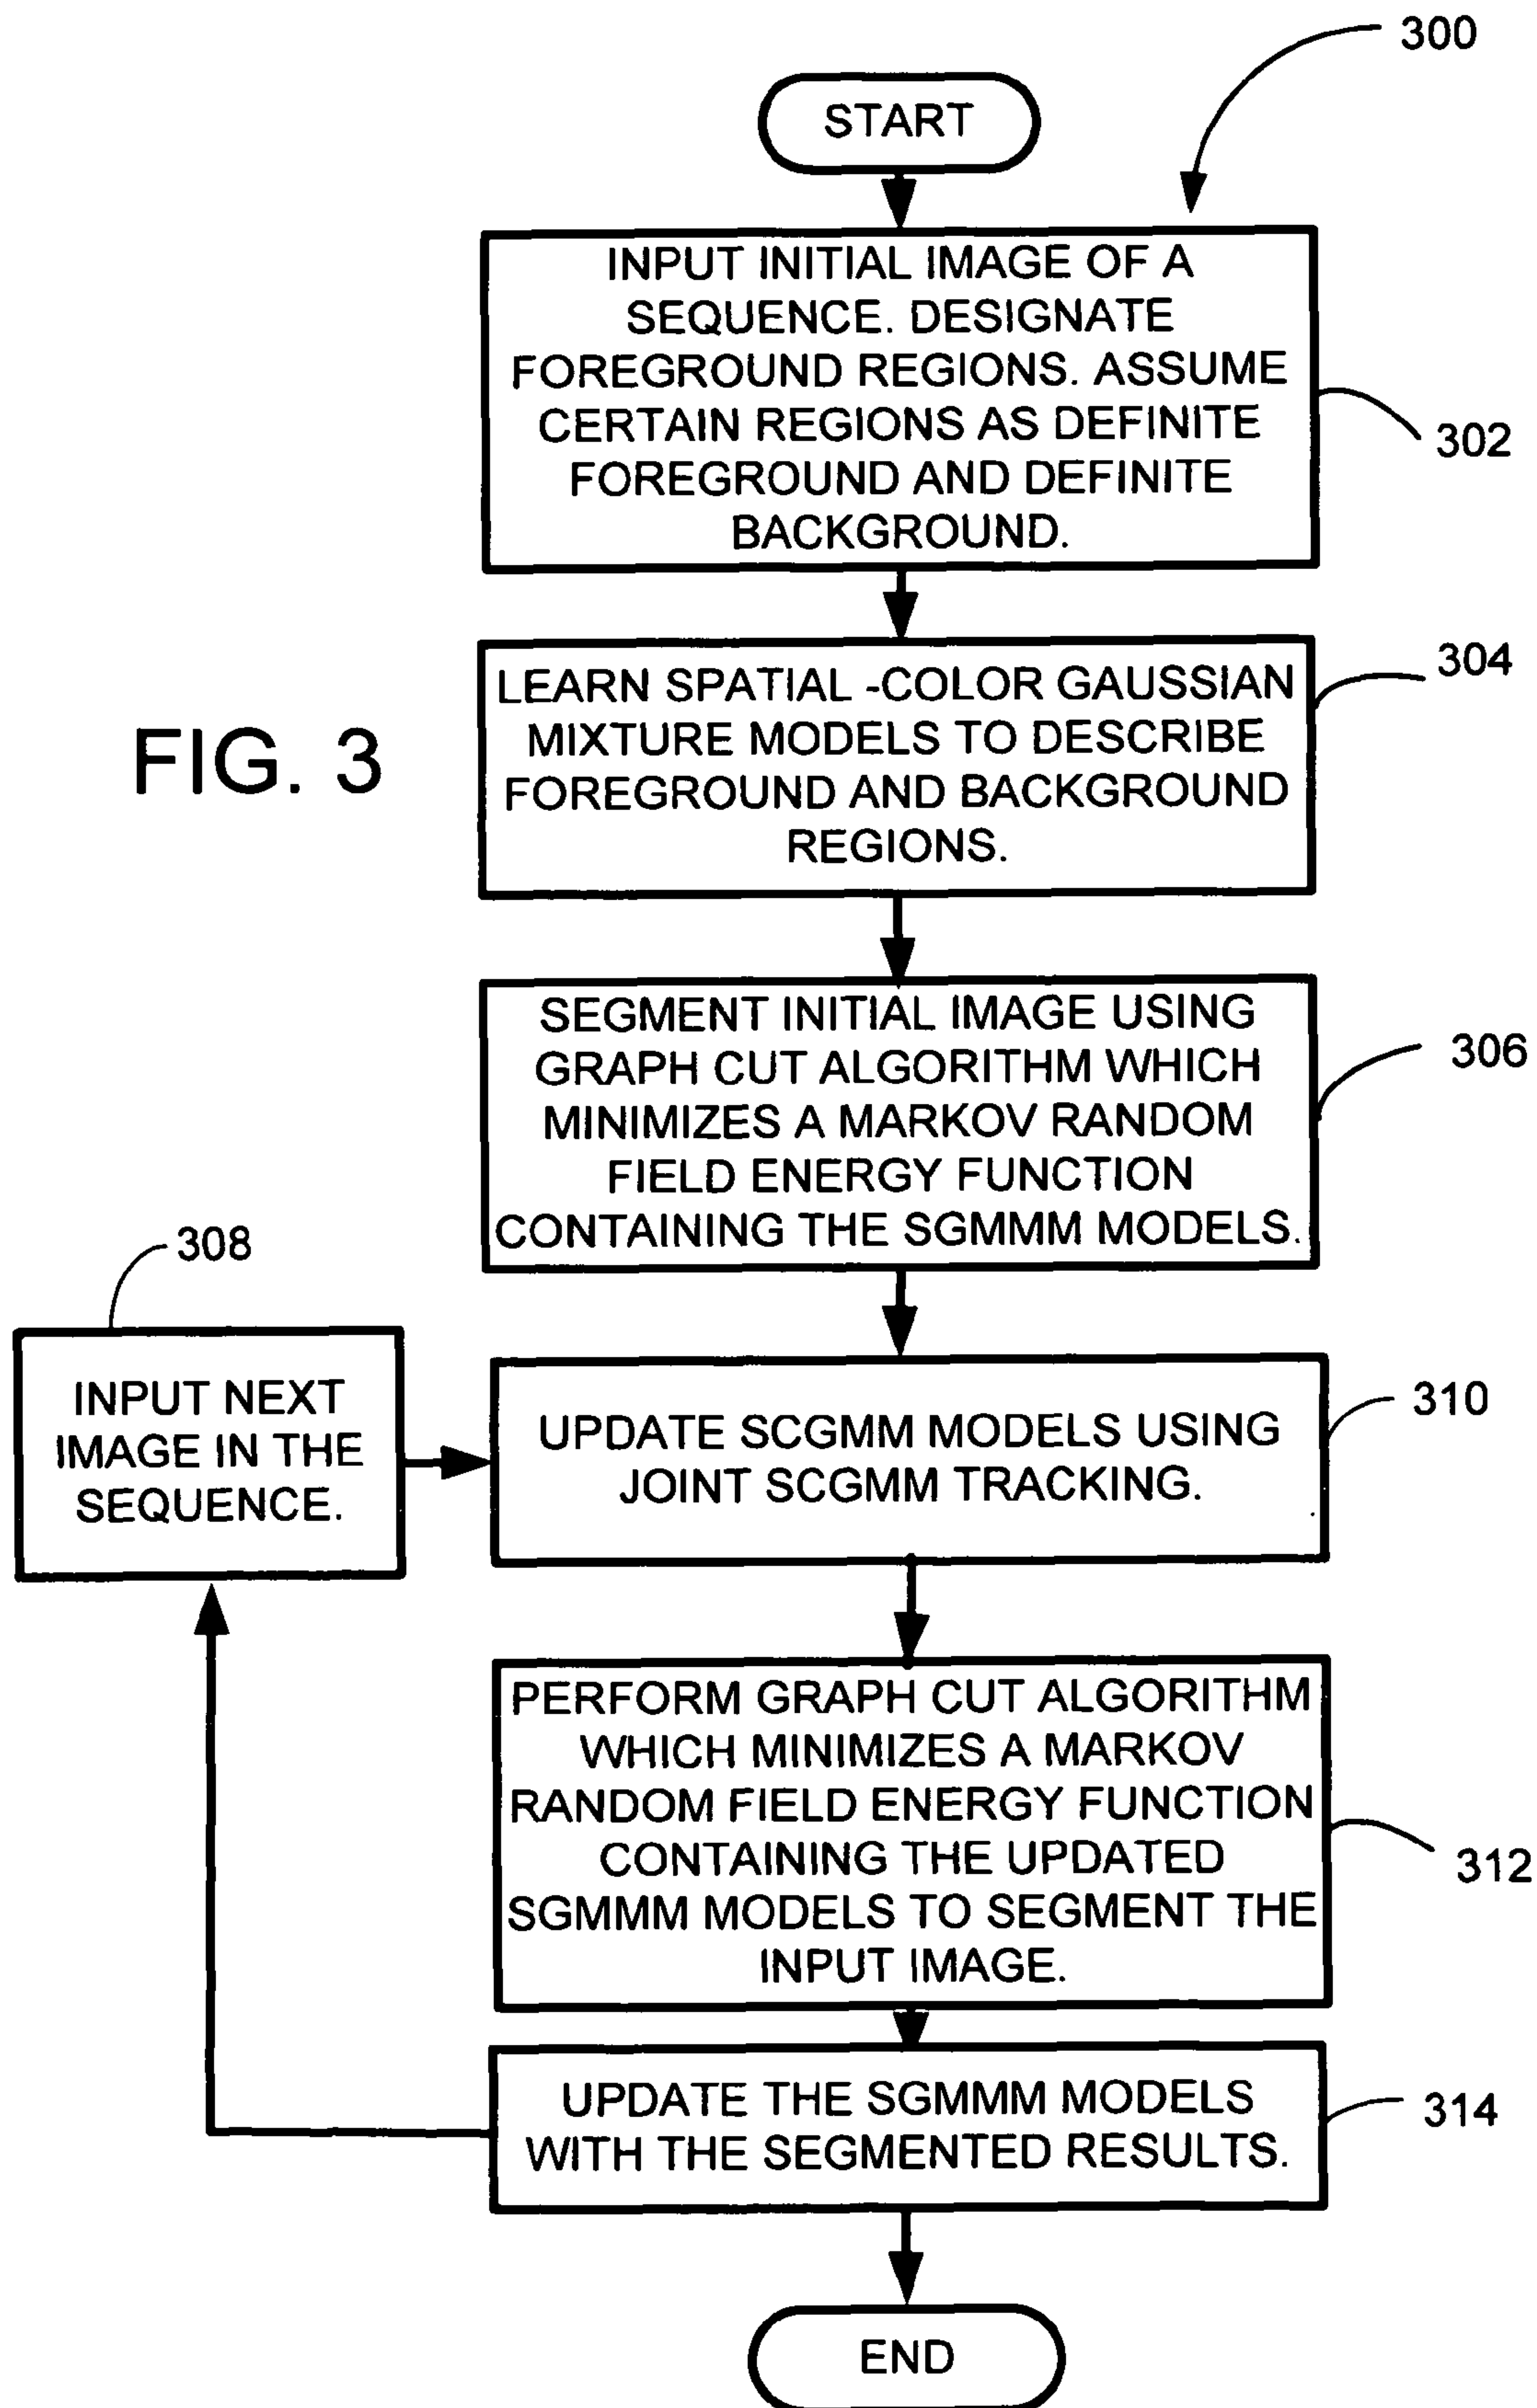 300
START
INPUT INITIAL IMAGE OF A
SEQUENCE. DESIGNATE
FOREGROUND REGIONS. ASSUME
CERTAIN REGIONS AS DEFINITE
FOREGROUND AND DEFINITE
BACKGROUND.
302
304
LEARN SPATIAL -COLOR GAUSSIAN
MIXTURE MODELS TO DESCRIBE
FOREGROUND AND BACKGROUND
REGIONS.
FIG. 3
SEGMENT INITIAL IMAGE USING
GRAPH CUT ALGORITHM WHICH
MINIMIZES A MARKOV RANDOM
FIELD ENERGY FUNCTION
CONTAINING THE SGMMM MODELS.
306
308
INPUT NEXT
IMAGE IN THE
SEQUENCE.
UPDATE SCGMM MODELS USING
JOINT SCGMM TRACKING.
310
PERFORM GRAPH CUT ALGORITHM
WHICH MINIMIZES A MARKOV
RANDOM FIELD ENERGY FUNCTION
CONTAINING THE UPDATED
SGMMM MODELS TO SEGMENT THE
INPUT IMAGE.
312
UPDATE THE SGMMM MODELS
WITH THE SEGMENTED RESULTS.
314
END